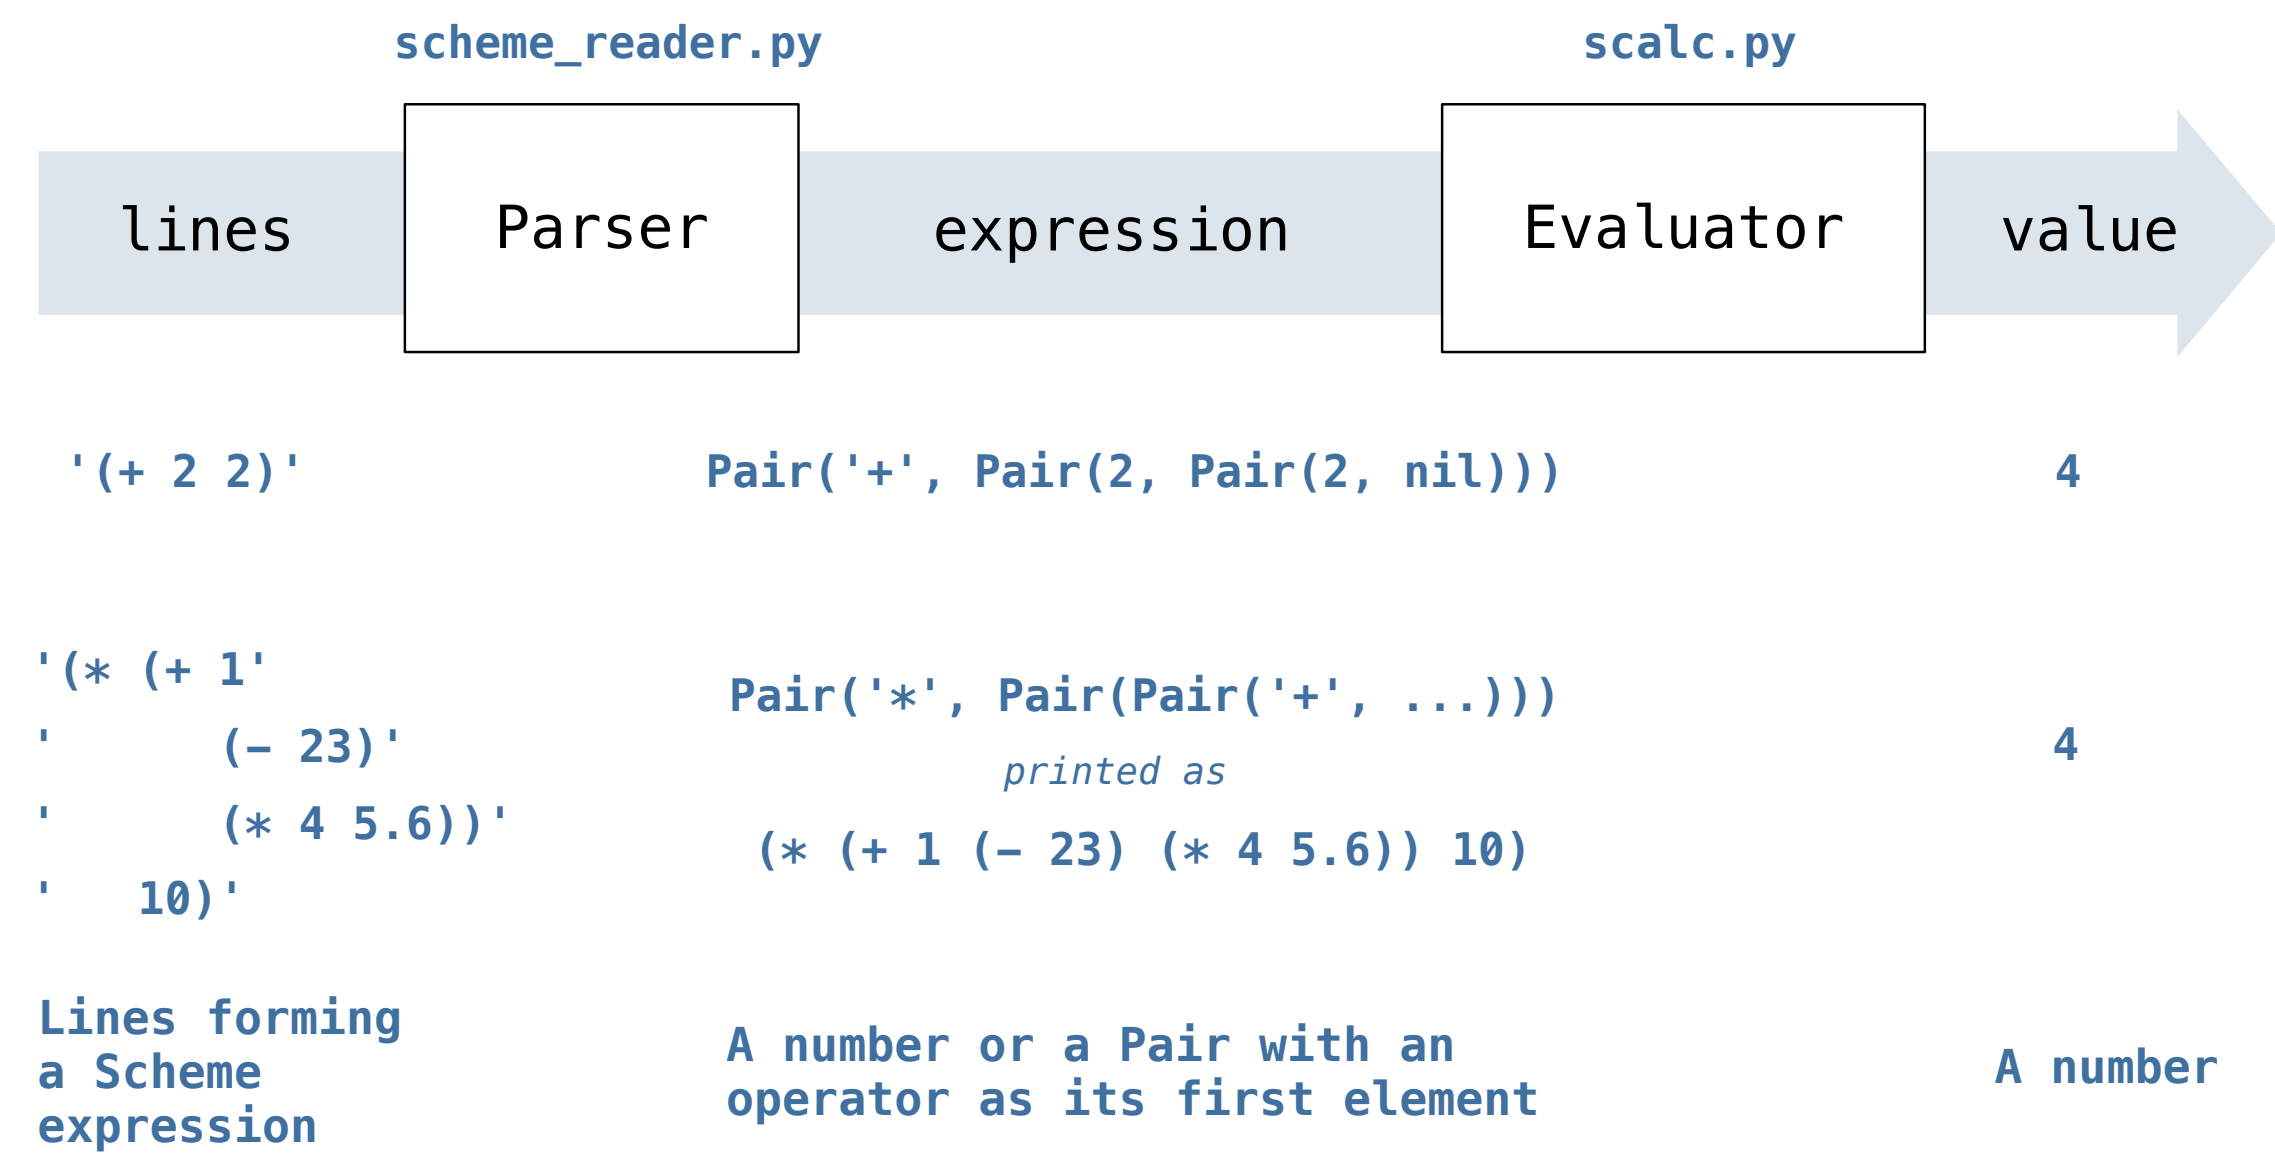 scheme_reader.py
scalc.py
lines
Parser
expression
Evaluator
value
'(+ 2 2)'
Pair('+', Pair(2, Pair(2, nil)))
4
'(* (+ 1'
'      (- 23)'
'      (* 4 5.6))'
'   10)'
Pair('*', Pair(Pair('+', ...)))
printed as
(* (+ 1 (- 23) (* 4 5.6)) 10)
4
Lines forming
a Scheme
expression
A number or a Pair with an
operator as its first element
A number